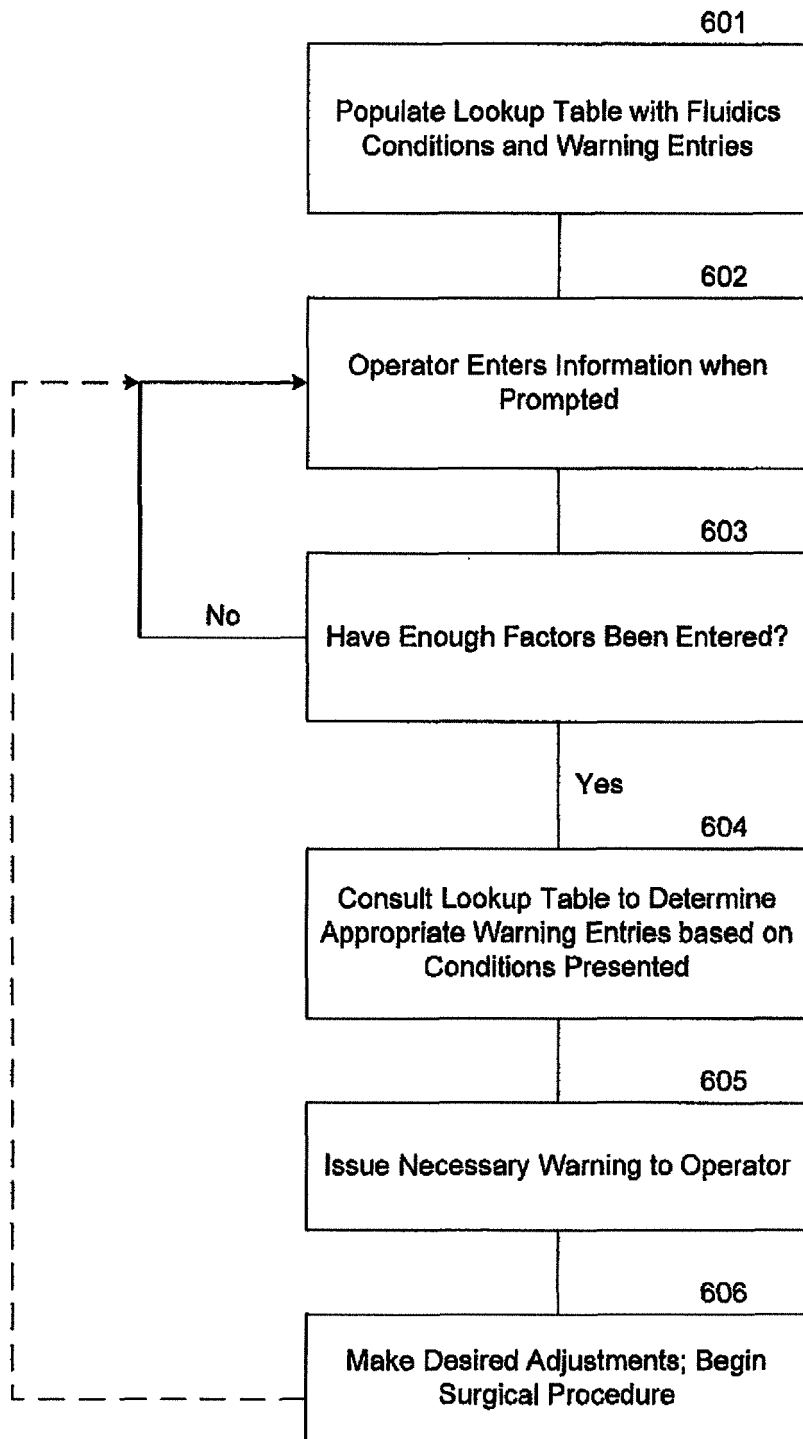 601
Populate Lookup Table with Fluidics
Conditions and Warning Entries
602
Operator Enters Information when
Prompted
603
No
Have Enough Factors Been Entered?
Yes
604
Consult Lookup Table to Determine
Appropriate Warning Entries based on
Conditions Presented
605
Issue Necessary Warning to Operator
606
Make Desired Adjustments; Begin
Surgical Procedure